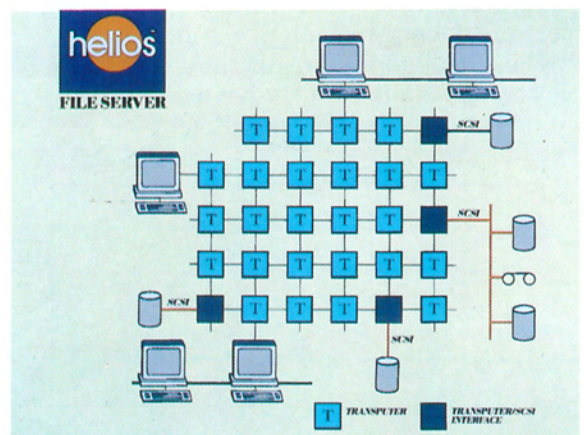 helios
FILE SERVER
T T T T SCSI
T T T T T T
T T T T T SCSI
T T T T T T
SCSI T T T T
SCSI
T TRANSPUTER
TRANSPUTER/SCSI
INTERFACE